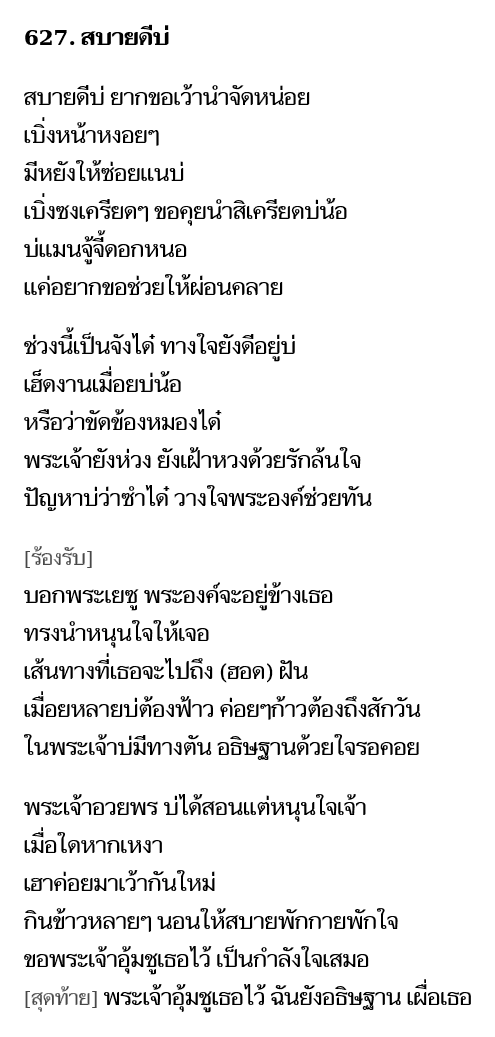 627. สบายดีบ่
สบายดีบ่ ยากขอเว้านำจัดหน่อย
เบิ่งหน้าหงอยๆ
มีหยังให้ซ่อยแนบ่
เบิ่งซงเครียดๆ ขอคุยนำสิเครียดบ่น้อ
บ่แมนจู้จี้ดอกหนอ
แค่อยากขอช่วยให้ผ่อนคลาย
ช่วงนี้เป็นจังได๋ ทางใจยังดีอยู่บ่
เฮ็ดงานเมื่อยบ่น้อ
หรือว่าขัดข้องหมองได๋
พระเจ้ายังห่วง ยังเฝ้าหวงด้วยรักล้นใจ
ปัญหาบ่ว่าซำได๋ วางใจพระองค์ช่วยทัน
[ร้องรับ]
บอกพระเยซู พระองค์จะอยู่ข้างเธอ
ทรงนำหนุนใจให้เจอ
เส้นทางที่เธอจะไปถึง (ฮอด) ฝัน
เมื่อยหลายบ่ต้องฟ้าว ค่อยๆก้าวต้องถึงสักวัน
ในพระเจ้าบ่มีทางตัน อธิษฐานด้วยใจรอคอย
พระเจ้าอวยพร บ่ได้สอนแต่หนุนใจเจ้า
เมื่อใดหากเหงา
เฮาค่อยมาเว้ากันใหม่
กินข้าวหลายๆ นอนให้สบายพักกายพักใจ
ขอพระเจ้าอุ้มชูเธอไว้ เป็นกำลังใจเสมอ
[สุดท้าย] พระเจ้าอุ้มชูเธอไว้ ฉันยังอธิษฐาน เผื่อเธอ